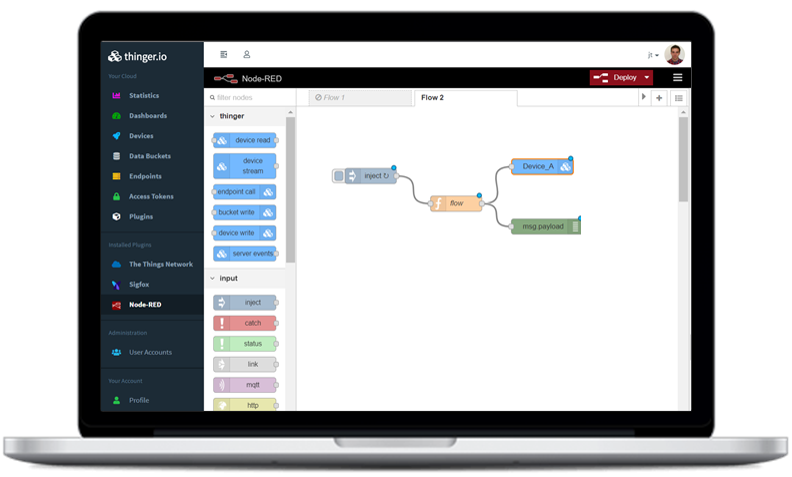 thinger.io
jt
Your Cloud
Statistics
Dashboards
Devices
Data Buckets
Endpoints
Access Tokens
Plugins
Installed Plugins
The Things Network
Sigfox
Node-RED
Administration
User Accounts
Your Account
Profile
Node-RED
Deploy
filter nodes
Flow 1
Flow 2
thinger
device read
device
stream
endpoint call
bucket write
device write
server events
input
inject
catch
status
link
mqtt
http
inject ↻
flow
Device_A
msg.payload